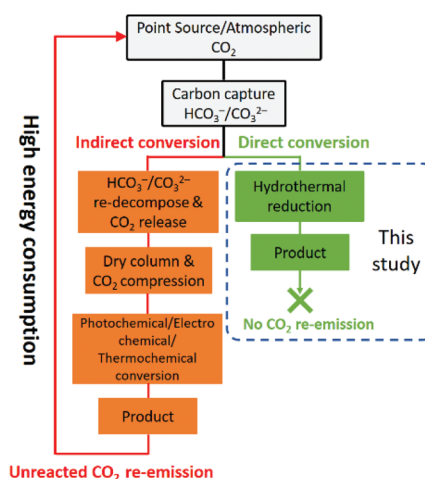 Point Source/Atmospheric
CO₂
Carbon capture
HCO₃⁻/CO₃²⁻
Indirect conversion
Direct conversion
HCO₃⁻/CO₃²⁻
re-decompose &
CO₂ release
Hydrothermal
reduction
This
study
Dry column &
CO₂ compression
Product
Photochemical/Electro
chemical/
Thermochemical
conversion
No CO₂ re-emission
Product
High energy consumption
Unreacted CO₂ re-emission